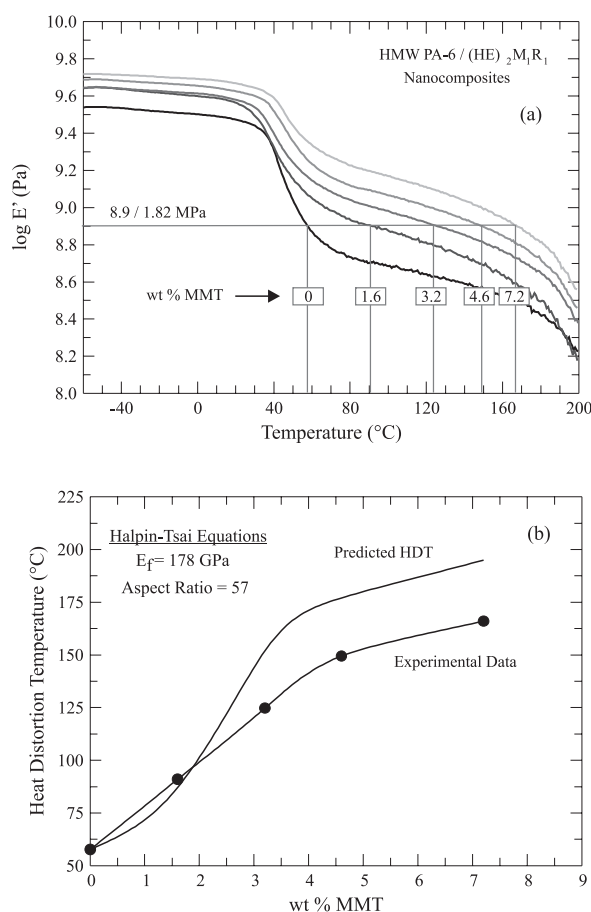 10.0
9.8
9.6
9.4
9.2
9.0
8.8
8.6
8.4
8.2
8.0
log E' (Pa)
HMW PA-6 / (HE) 2M1R1
Nanocomposites
(a)
8.9 / 1.82 MPa
wt % MMT
0 1.6 3.2 4.6 7.2
-40 0 40 80 120 160 200
Temperature (°C)
225
200
175
150
125
100
75
50
Heat Distortion Temperature (°C)
Halpin-Tsai Equations
Ef= 178 GPa
Aspect Ratio = 57
(b)
Predicted HDT
Experimental Data
0 1 2 3 4 5 6 7 8 9
wt % MMT